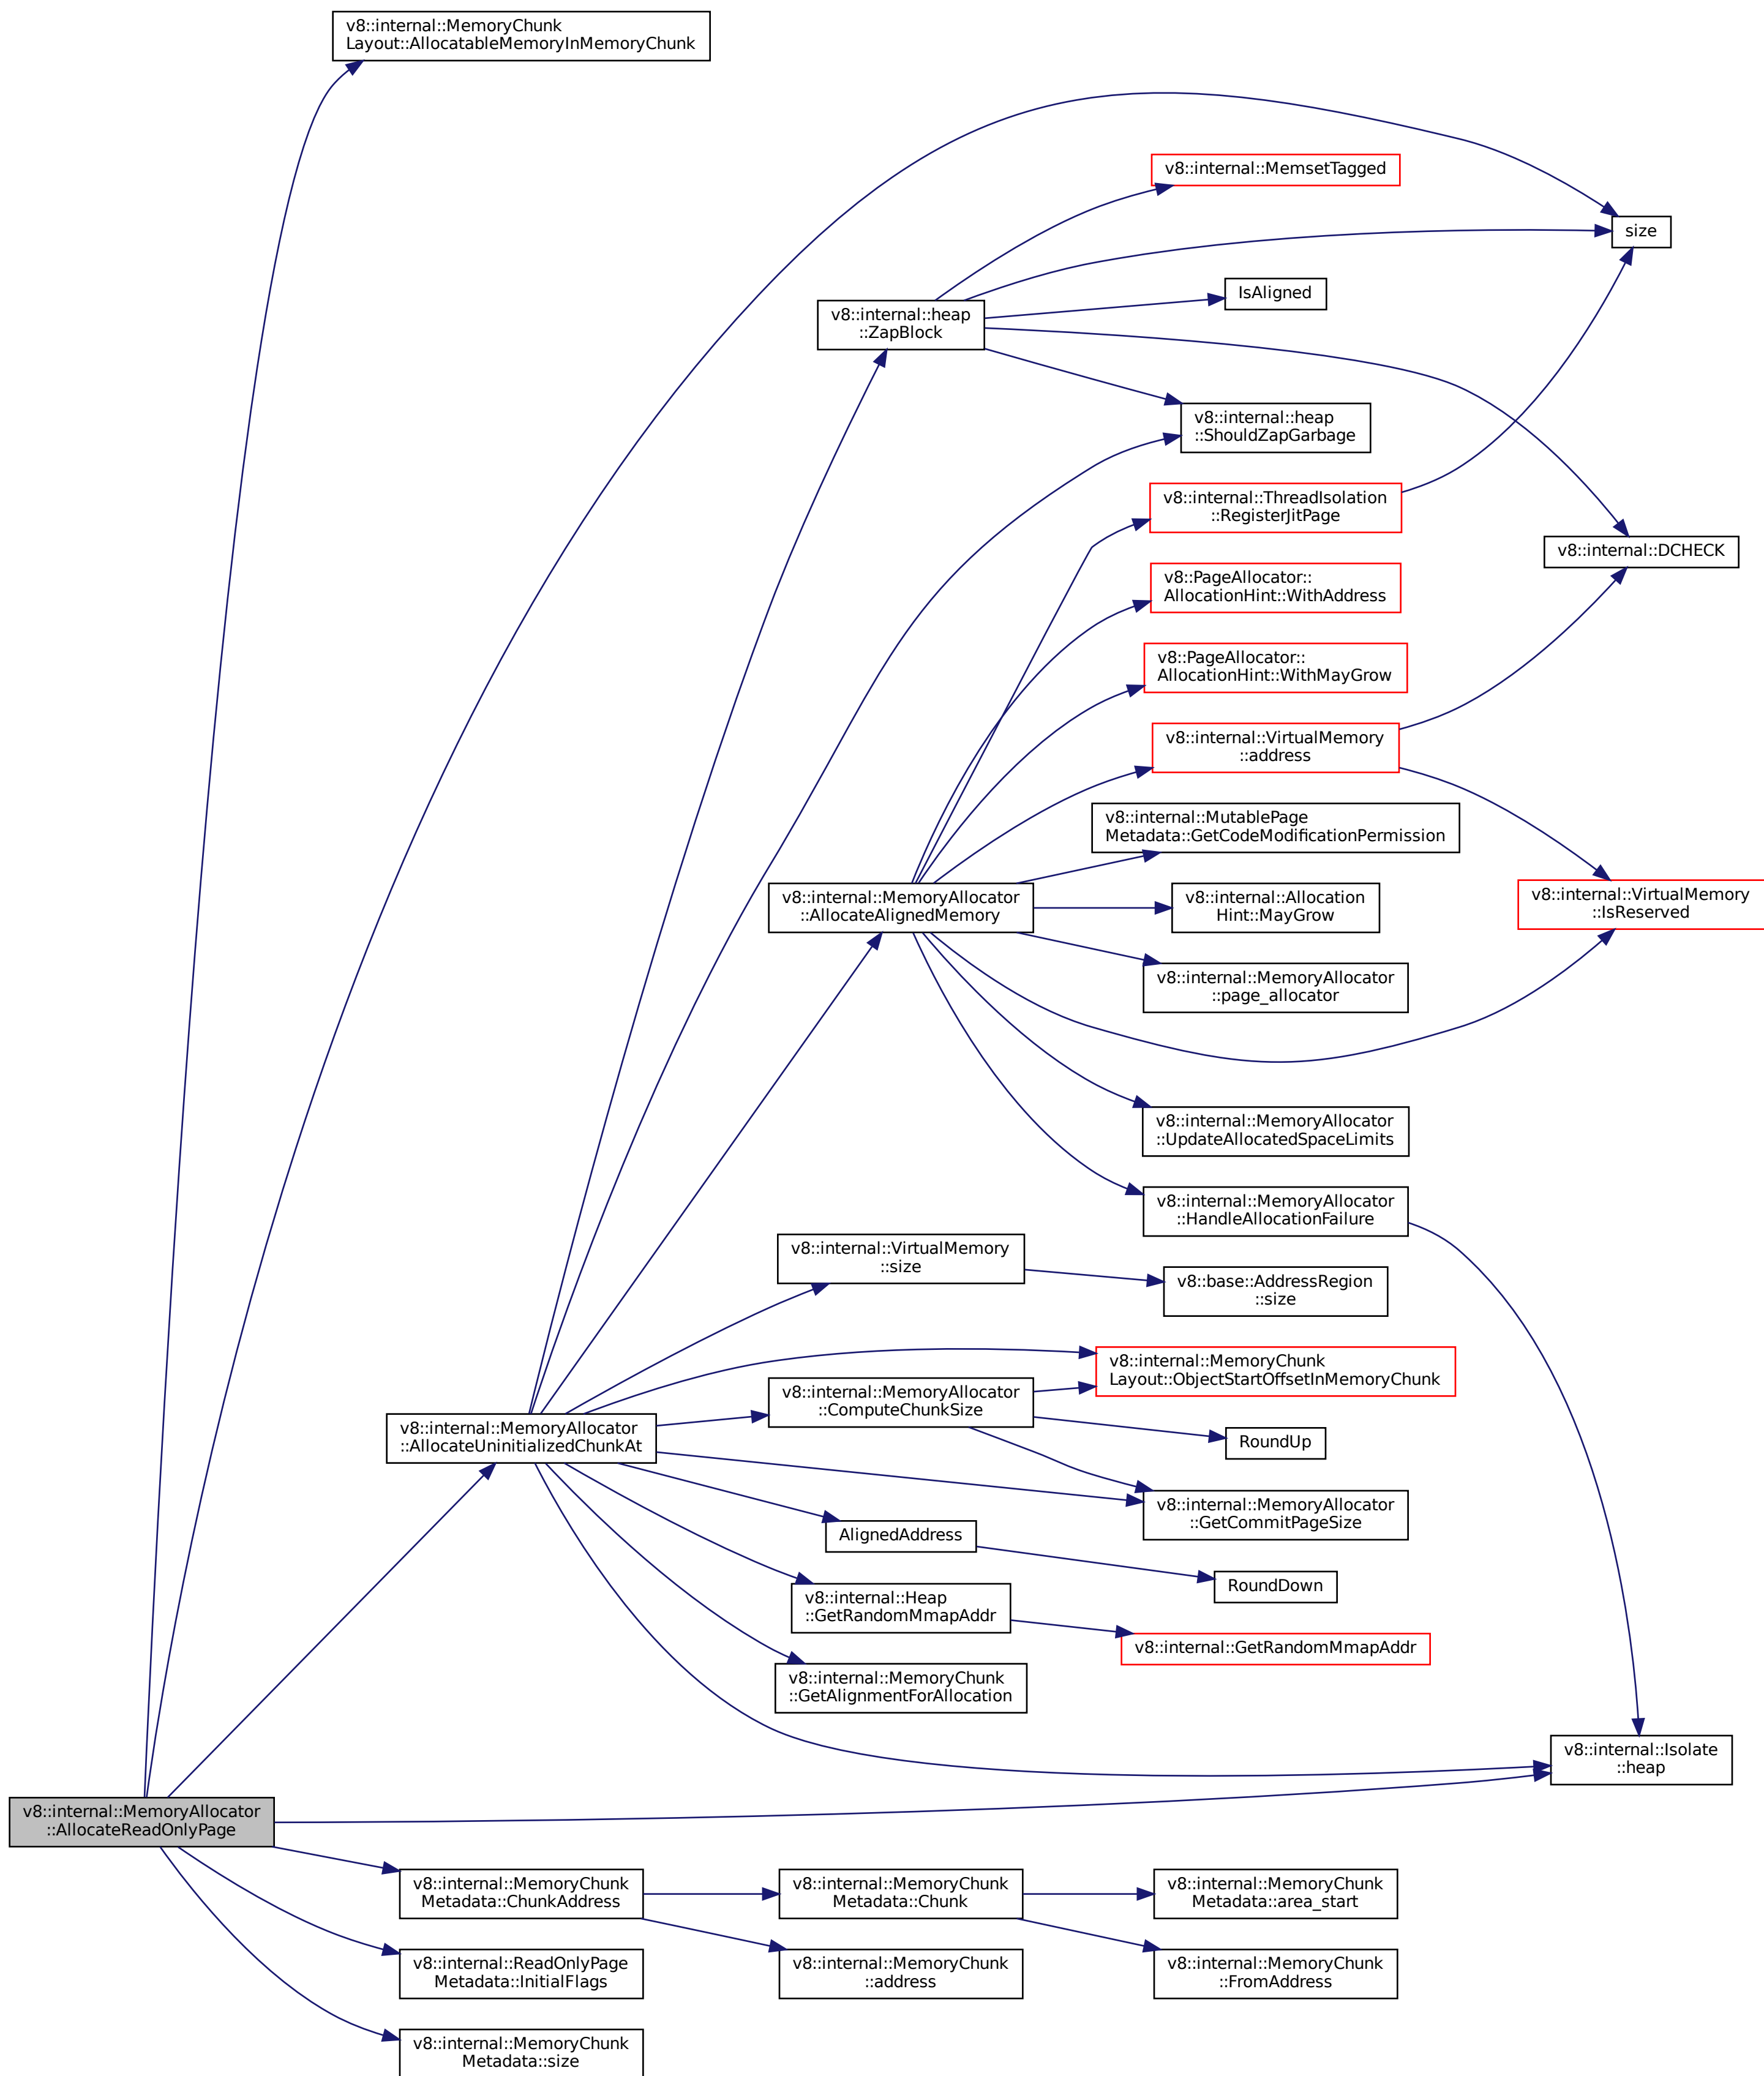 v8::internal::MemoryChunk
Layout::AllocatableMemoryInMemoryChunk
v8::internal::MemsetTagged
size
IsAligned
v8::internal::heap
::ZapBlock
v8::internal::heap
::ShouldZapGarbage
v8::internal::ThreadIsolation
::RegisterJitPage
v8::internal::DCHECK
v8::PageAllocator::
AllocationHint::WithAddress
v8::PageAllocator::
AllocationHint::WithMayGrow
v8::internal::VirtualMemory
::address
v8::internal::MutablePage
Metadata::GetCodeModificationPermission
v8::internal::MemoryAllocator
::AllocateAlignedMemory
v8::internal::Allocation
Hint::MayGrow
v8::internal::VirtualMemory
::IsReserved
v8::internal::MemoryAllocator
::page_allocator
v8::internal::MemoryAllocator
::UpdateAllocatedSpaceLimits
v8::internal::MemoryAllocator
::HandleAllocationFailure
v8::internal::VirtualMemory
::size
v8::base::AddressRegion
::size
v8::internal::MemoryChunk
Layout::ObjectStartOffsetInMemoryChunk
v8::internal::MemoryAllocator
::ComputeChunkSize
v8::internal::MemoryAllocator
::AllocateUninitializedChunkAt
RoundUp
v8::internal::MemoryAllocator
::GetCommitPageSize
AlignedAddress
RoundDown
v8::internal::Heap
::GetRandomMmapAddr
v8::internal::GetRandomMmapAddr
v8::internal::MemoryChunk
::GetAlignmentForAllocation
v8::internal::Isolate
::heap
v8::internal::MemoryAllocator
::AllocateReadOnlyPage
v8::internal::MemoryChunk
Metadata::ChunkAddress
v8::internal::MemoryChunk
Metadata::Chunk
v8::internal::MemoryChunk
Metadata::area_start
v8::internal::ReadOnlyPage
Metadata::InitialFlags
v8::internal::MemoryChunk
::address
v8::internal::MemoryChunk
::FromAddress
v8::internal::MemoryChunk
Metadata::size